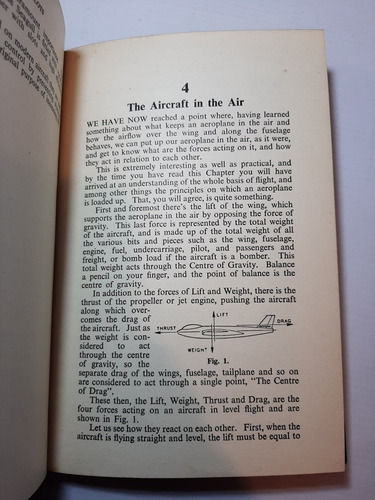 4
The Aircraft in the Air
WE HAVE NOW reached a point where, having learned
something about what keeps an aeroplane in the air and
how the airflow over the wing and along the fuselage
behaves, we can put up our aeroplane in the air, as it were,
and get to know what are the forces acting on it, and how
they act in relation to each other.
This is extremely interesting as well as practical, and
by the time you have read this Chapter you will have
arrived at an understanding of the whole basis of flight, and
among other things the principles on which an aeroplane
is loaded up. That, you will agree, is quite something.
First and foremost there's the lift of the wing, which
supports the aeroplane in the air by opposing the force of
gravity. This last force is represented by the total weight
of the aircraft, and is made up of the total weight of all
the various bits and pieces such as the wing, fuselage,
engine, fuel, undercarriage, pilot, and passengers and
freight, or bomb load if the aircraft is a bomber. This
total weight acts through the Centre of Gravity. Balance
a pencil on your finger, and the point of balance is the
centre of gravity.
In addition to the forces of Lift and Weight, there is the
thrust of the propeller or jet engine, pushing the aircraft
along which over-
comes the drag of
the aircraft. Just as
the weight is con-
sidered to act
through the centre
of gravity, so the
LIFT
DRAG
THRUST
WEIGHT
Fig. 1.
separate drag of the wings, fuselage, tailplane and so on
are considered to act through a single point, "The Centre
of Drag".
These then, the Lift, Weight, Thrust and Drag, are the
four forces acting on an aircraft in level flight and are
shown in Fig. 1.
Let us see how they react on each other. First, when the
aircraft is flying straight and level, the lift must be equal to